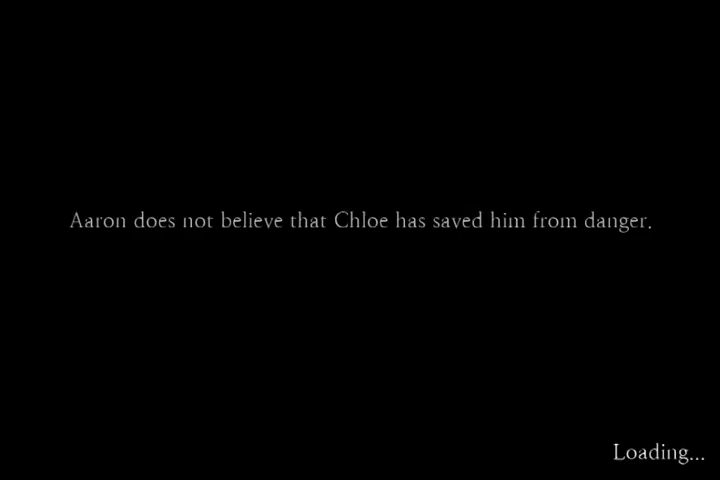 Aaron does not believe that Chloe has saved him from danger.
Loading...